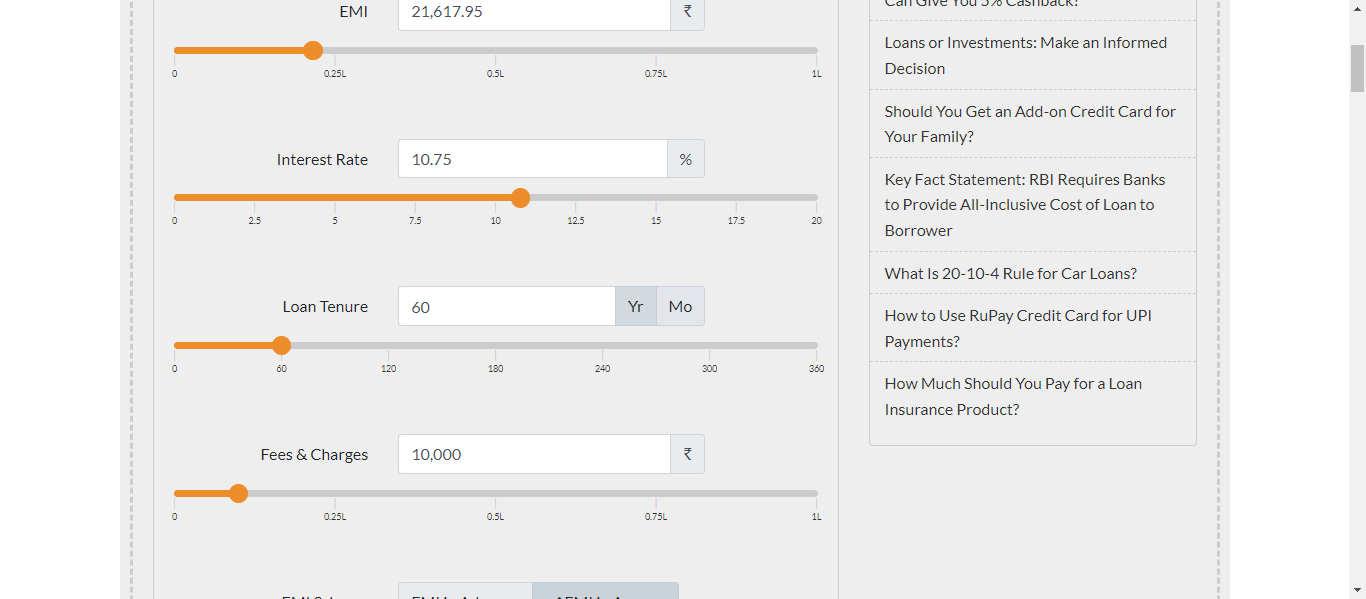 EMI 21,617.95 ₹
0 0.25L 0.5L 0.75L 1L
Interest Rate 10.75 %
0 2.5 5 7.5 10 12.5 15 17.5 20
Loan Tenure 60 Yr Mo
0 60 120 180 240 300 360
Fees & Charges 10,000 ₹
0 0.25L 0.5L 0.75L 1L
Can Give You 5% Cashback?
Loans or Investments: Make an Informed
Decision
Should You Get an Add-on Credit Card for
Your Family?
Key Fact Statement: RBI Requires Banks
to Provide All-Inclusive Cost of Loan to
Borrower
What Is 20-10-4 Rule for Car Loans?
How to Use RuPay Credit Card for UPI
Payments?
How Much Should You Pay for a Loan
Insurance Product?